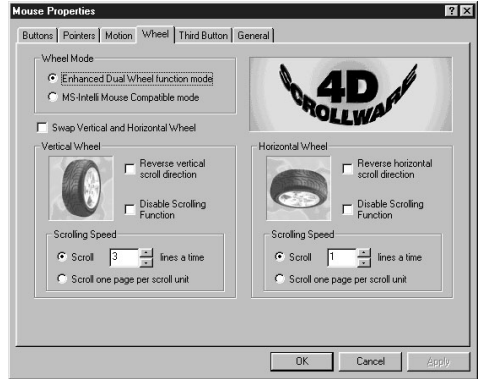 Mouse Properties
Buttons Pointers Motion Wheel Third Button General
Wheel Mode
Enhanced Dual Wheel function mode
MS-Intelli Mouse Compatible mode
4D
SCROLLWARE
Swap Vertical and Horizontal Wheel
Vertical Wheel
Reverse vertical
scroll direction
Disable Scrolling
Function
Scrolling Speed
Scroll 3 lines a time
Scroll one page per scroll unit
Horizontal Wheel
Reverse horizontal
scroll direction
Disable Scrolling
Function
Scrolling Speed
Scroll 1 lines a time
Scroll one page per scroll unit
OK Cancel Apply